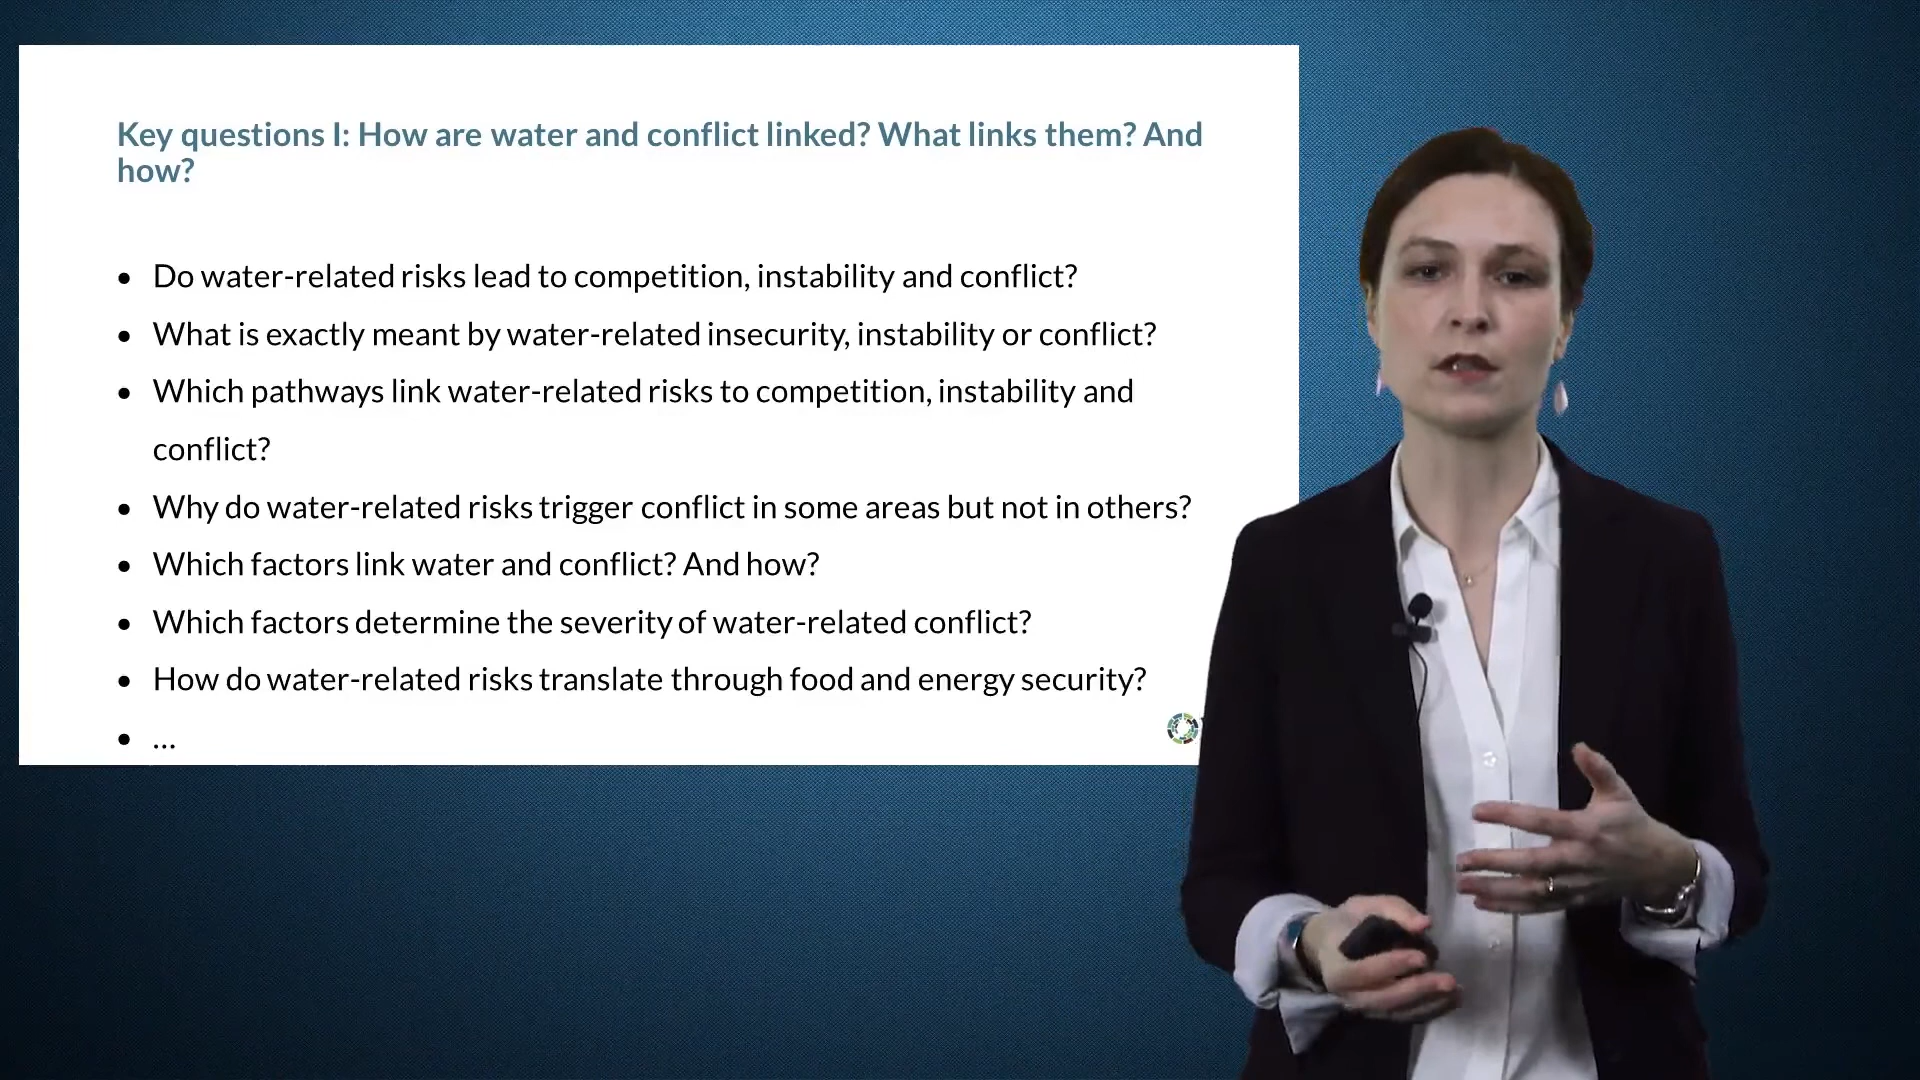 Key questions I: How are water and conflict linked? What links them? And
how?
• Do water-related risks lead to competition, instability and conflict?
• What is exactly meant by water-related insecurity, instability or conflict?
• Which pathways link water-related risks to competition, instability and
conflict?
• Why do water-related risks trigger conflict in some areas but not in others?
• Which factors link water and conflict? And how?
• Which factors determine the severity of water-related conflict?
• How do water-related risks translate through food and energy security?
• ...